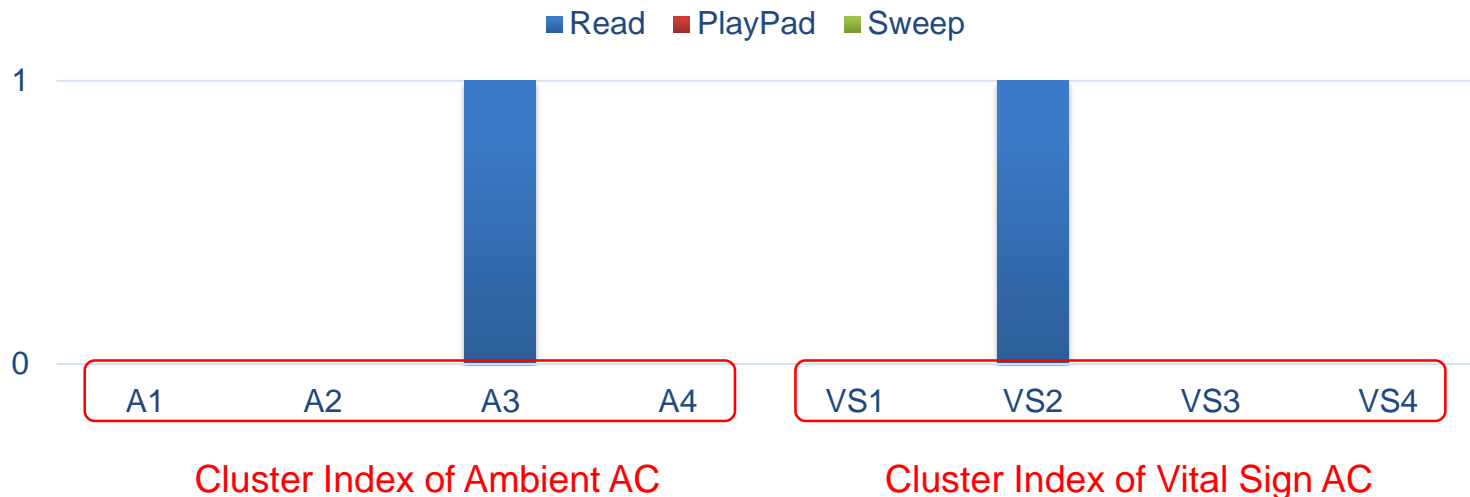 Read PlayPad Sweep
1
0
A1 A2 A3 A4 VS1 VS2 VS3 VS4
Cluster Index of Ambient AC Cluster Index of Vital Sign AC